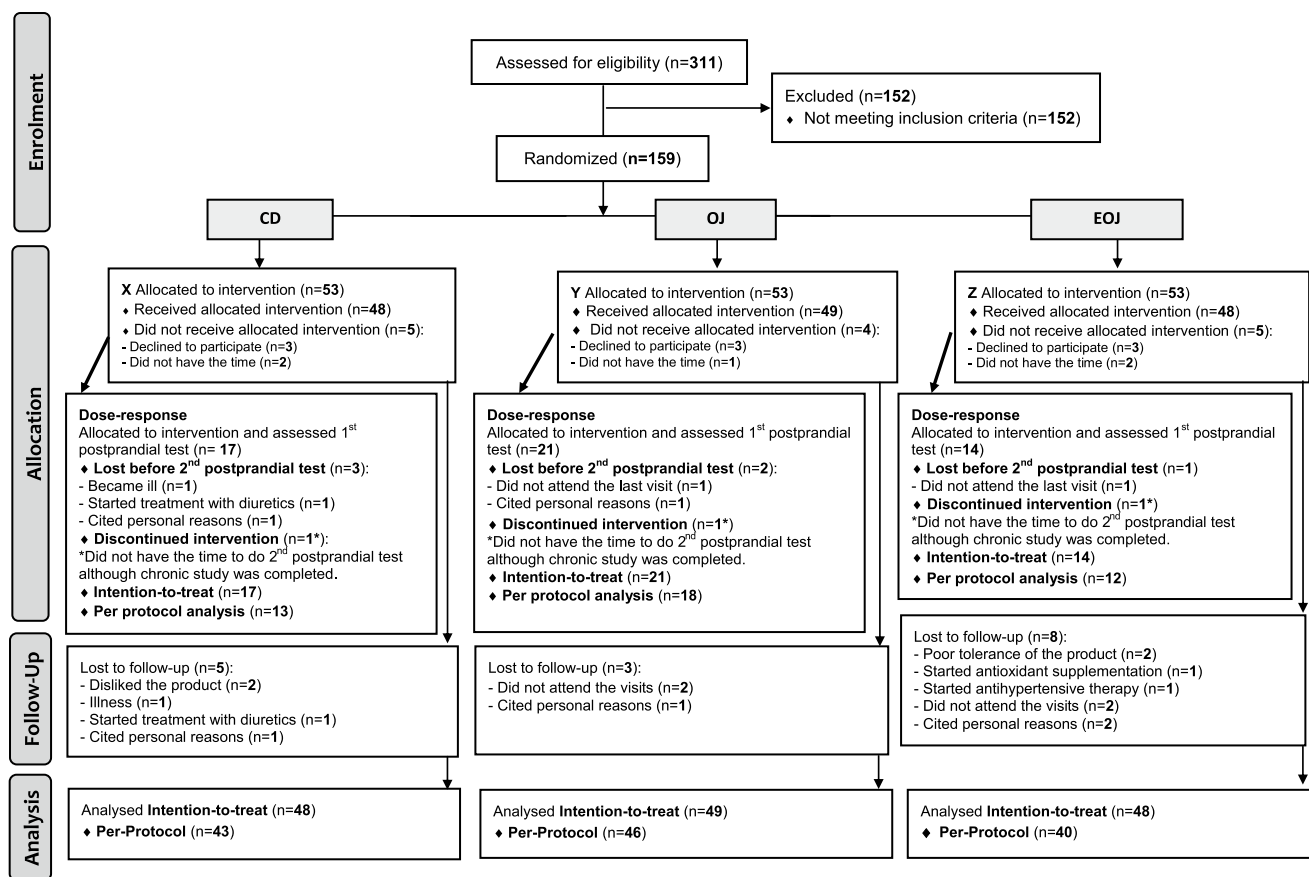 Enrolment
Assessed for eligibility (n=311)
Excluded (n=152)
♦ Not meeting inclusion criteria (n=152)
Randomized (n=159)
CD
OJ
EOJ
Allocation
X Allocated to intervention (n=53)
♦ Received allocated intervention (n=48)
♦ Did not receive allocated intervention (n=5):
- Declined to participate (n=3)
- Did not have the time (n=2)
Y Allocated to intervention (n=53)
♦ Received allocated intervention (n=49)
♦ Did not receive allocated intervention (n=4):
- Declined to participate (n=3)
- Did not have the time (n=1)
Z Allocated to intervention (n=53)
♦ Received allocated intervention (n=48)
♦ Did not receive allocated intervention (n=5):
- Declined to participate (n=3)
- Did not have the time (n=2)
Dose-response
Allocated to intervention and assessed 1st
postprandial test (n= 17)
♦ Lost before 2nd postprandial test (n=3):
- Became ill (n=1)
- Started treatment with diuretics (n=1)
- Cited personal reasons (n=1)
♦ Discontinued intervention (n=1*):
*Did not have the time to do 2nd postprandial test
although chronic study was completed.
♦ Intention-to-treat (n=17)
♦ Per protocol analysis (n=13)
Dose-response
Allocated to intervention and assessed 1st postprandial
test (n=21)
♦ Lost before 2nd postprandial test (n=2):
- Did not attend the last visit (n=1)
- Cited personal reasons (n=1)
♦ Discontinued intervention (n=1*)
*Did not have the time to do 2nd postprandial test
although chronic study was completed.
♦ Intention-to-treat (n=21)
♦ Per protocol analysis (n=18)
Dose-response
Allocated to intervention and assessed 1st postprandial
test (n=14)
♦ Lost before 2nd postprandial test (n=1)
- Did not attend the last visit (n=1)
♦ Discontinued intervention (n=1*)
*Did not have the time to do 2nd postprandial test
although chronic study was completed.
♦ Intention-to-treat (n=14)
♦ Per protocol analysis (n=12)
Follow-Up
Lost to follow-up (n=5):
- Disliked the product (n=2)
- Illness (n=1)
- Started treatment with diuretics (n=1)
- Cited personal reasons (n=1)
Lost to follow-up (n=3):
- Did not attend the visits (n=2)
- Cited personal reasons (n=1)
Lost to follow-up (n=8):
- Poor tolerance of the product (n=2)
- Started antioxidant supplementation (n=1)
- Started antihypertensive therapy (n=1)
- Did not attend the visits (n=2)
- Cited personal reasons (n=2)
Analysis
Analysed Intention-to-treat (n=48)
♦ Per-Protocol (n=43)
Analysed Intention-to-treat (n=49)
♦ Per-Protocol (n=46)
Analysed Intention-to-treat (n=48)
♦ Per-Protocol (n=40)